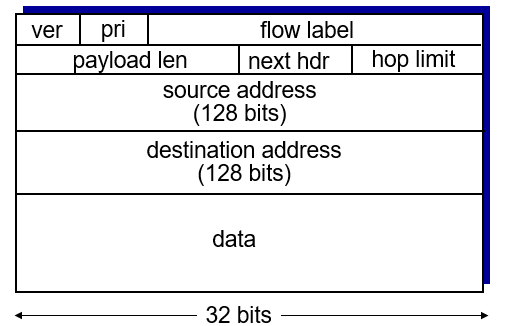 ver pri flow label
payload len next hdr hop limit
source address
(128 bits)
destination address
(128 bits)
data
32 bits